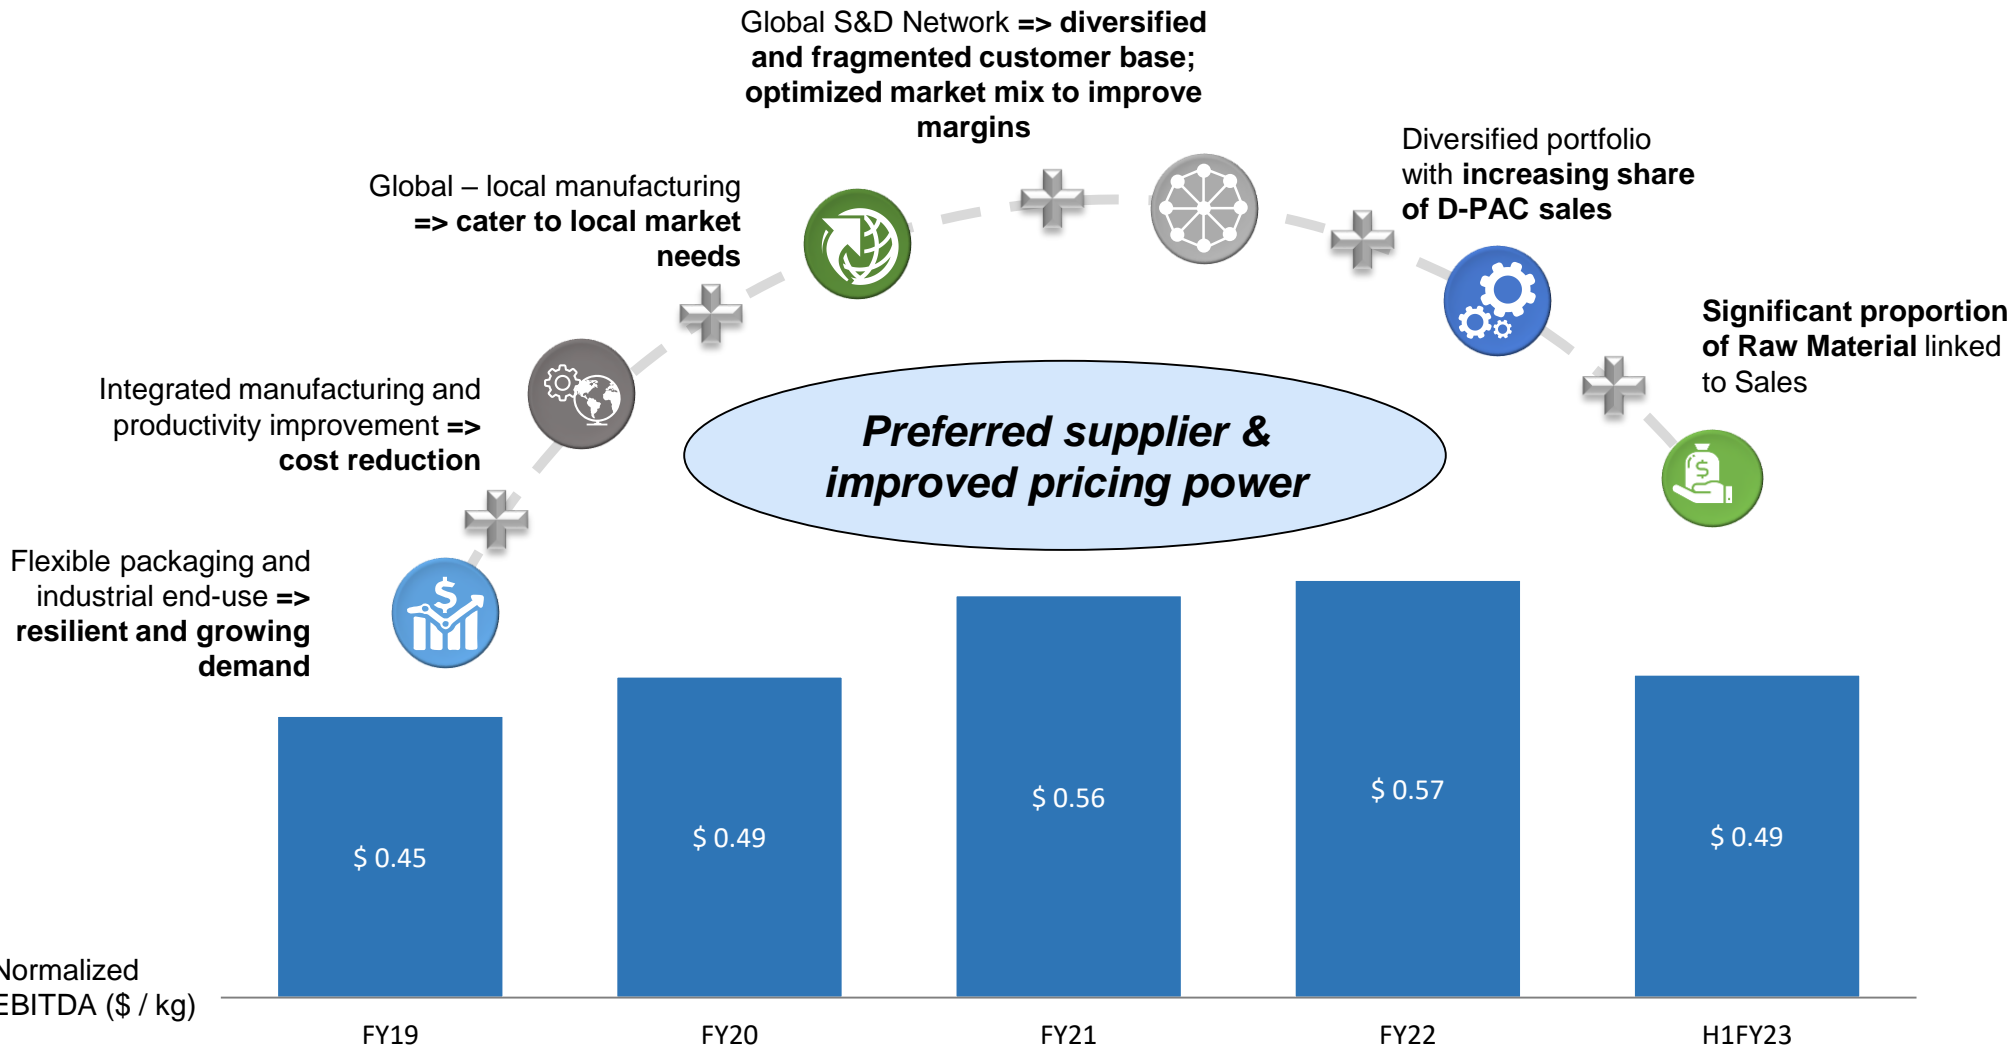 Global S&D Network => diversified
and fragmented customer base;
optimized market mix to improve
margins
Diversified portfolio
with increasing share
of D-PAC sales
Global – local manufacturing
=> cater to local market
needs
Significant proportion
of Raw Material linked
to Sales
Integrated manufacturing and
productivity improvement =>
cost reduction
Preferred supplier &
improved pricing power
Flexible packaging and
industrial end-use =>
resilient and growing
demand
$ 0.45
$ 0.49
$ 0.56
$ 0.57
$ 0.49
Normalized
EBITDA ($ / kg)
FY19
FY20
FY21
FY22
H1FY23